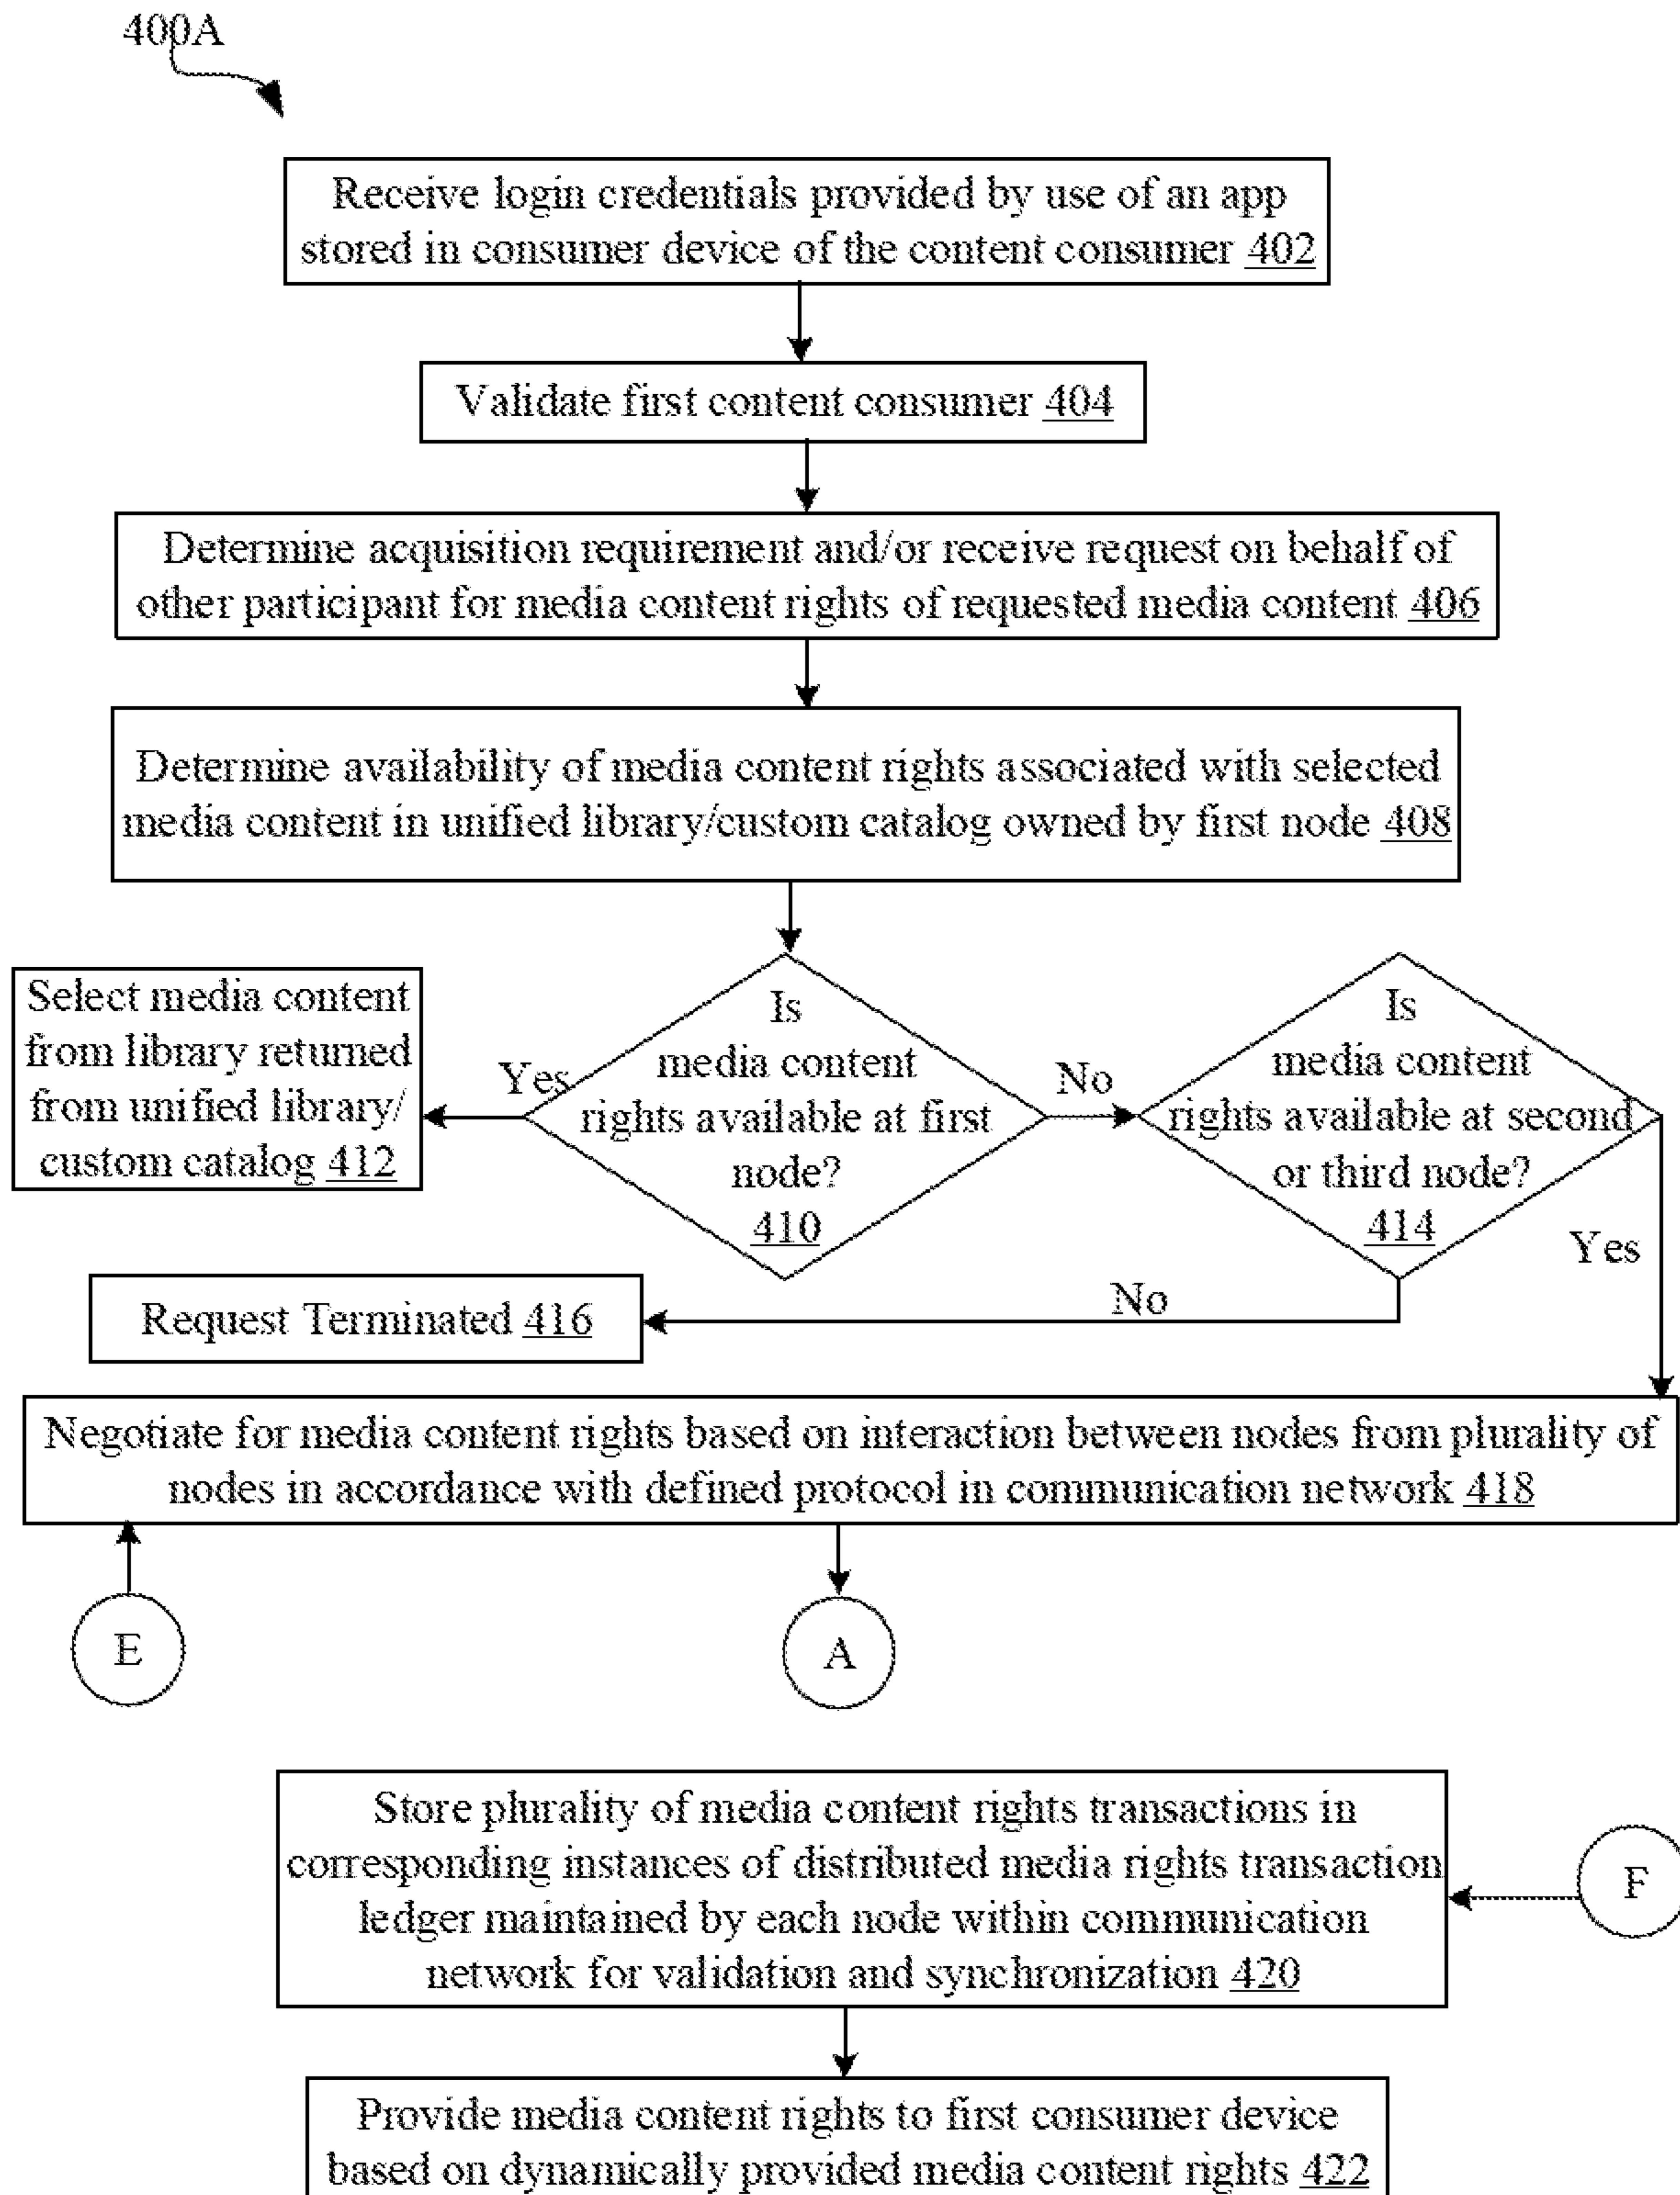 400A
Receive login credentials provided by use of an app
stored in consumer device of the content consumer 402
Validate first content consumer 404
Determine acquisition requirement and/or receive request on behalf of
other participant for media content rights of requested media content 406
Determine availability of media content rights associated with selected
media content in unified library/custom catalog owned by first node 408
Select media content
from library returned
from unified library/
custom catalog 412
Yes
Is
media content
rights available at first
node?
410
No
Is
media content
rights available at second
or third node?
414
Yes
No
Request Terminated 416
Negotiate for media content rights based on interaction between nodes from plurality of
nodes in accordance with defined protocol in communication network 418
E
A
Store plurality of media content rights transactions in
corresponding instances of distributed media rights transaction
ledger maintained by each node within communication
network for validation and synchronization 420
F
Provide media content rights to first consumer device
based on dynamically provided media content rights 422